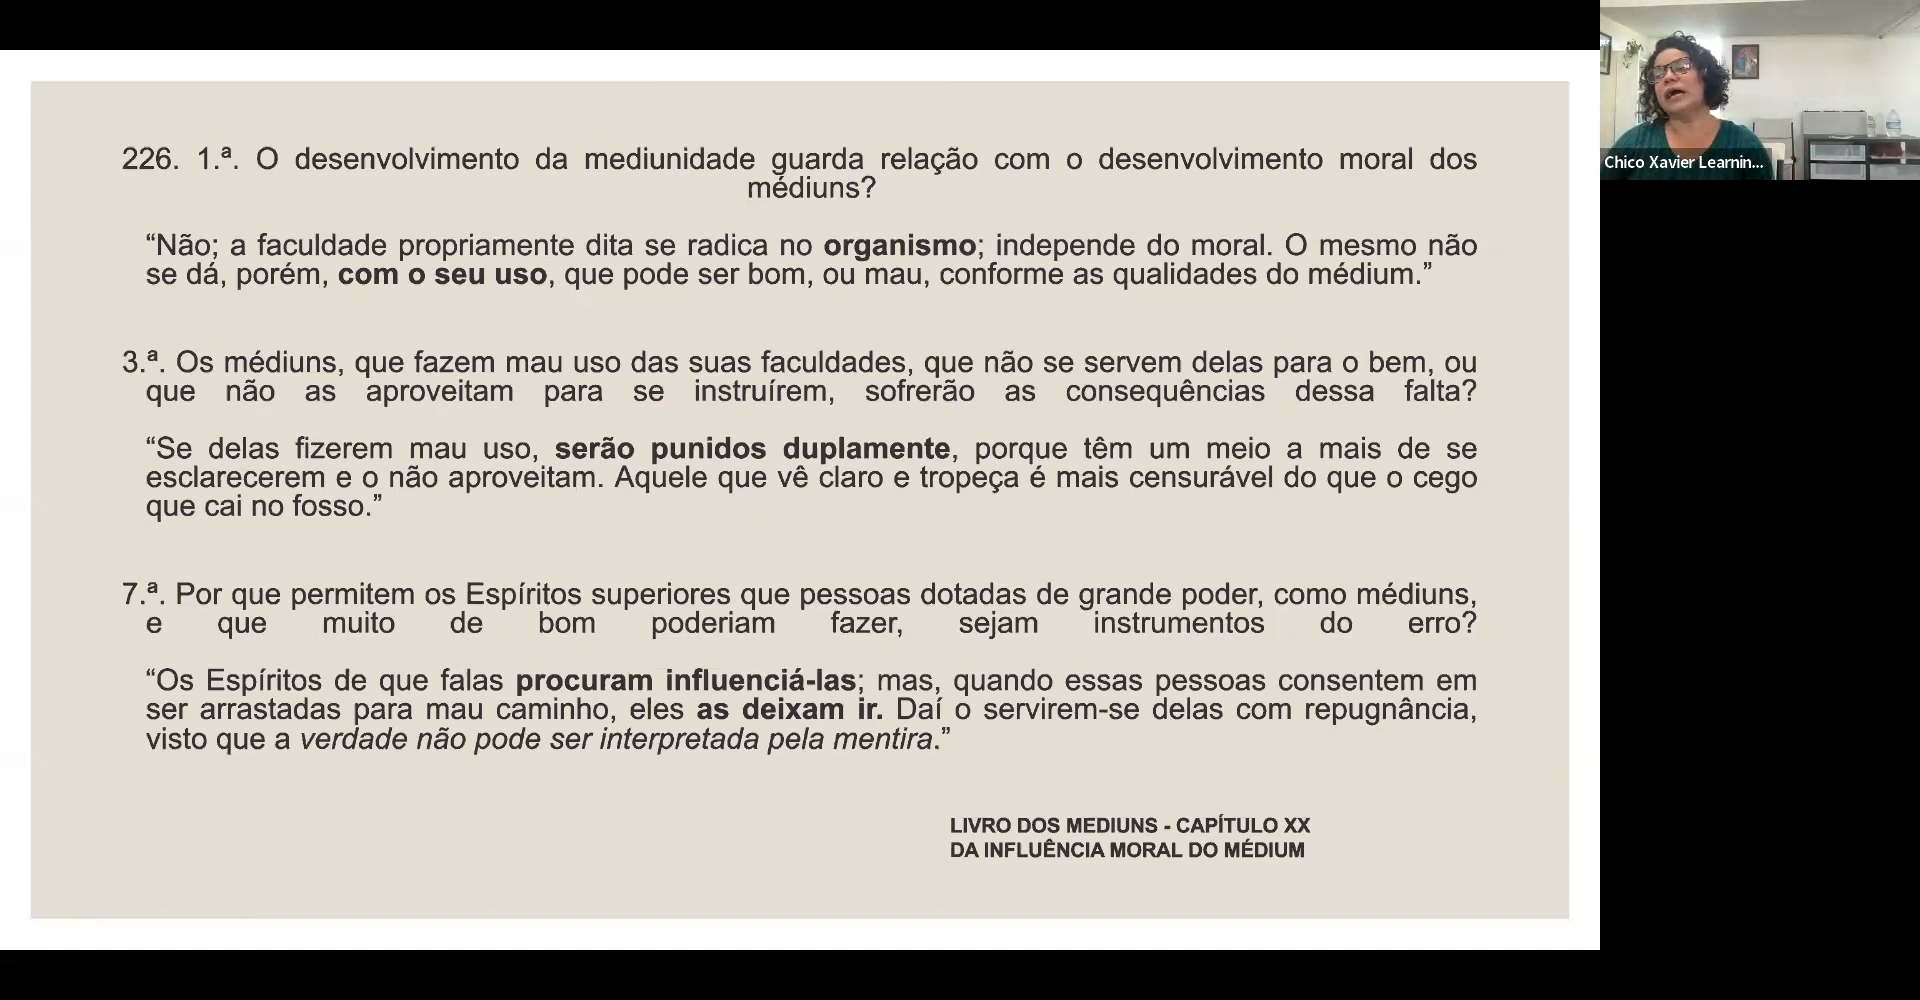 226. 1.ª. O desenvolvimento da mediunidade guarda relação com o desenvolvimento moral dos
médiuns?
“Não; a faculdade propriamente dita se radica no organismo; independe do moral. O mesmo não
se dá, porém, com o seu uso, que pode ser bom, ou mau, conforme as qualidades do médium.”
3.ª. Os médiuns, que fazem mau uso das suas faculdades, que não se servem delas para o bem, ou
que não as aproveitam para se instruírem, sofrerão as consequências dessa falta?
“Se delas fizerem mau uso, serão punidos duplamente, porque têm um meio a mais de se
esclarecerem e o não aproveitam. Aquele que vê claro e tropeça é mais censurável do que o cego
que cai no fosso.”
7.ª. Por que permitem os Espíritos superiores que pessoas dotadas de grande poder, como médiuns,
e que muito de bom poderiam fazer, sejam instrumentos do erro?
“Os Espíritos de que falas procuram influenciá-las; mas, quando essas pessoas consentem em
ser arrastadas para mau caminho, eles as deixam ir. Daí o servirem-se delas com repugnância,
visto que a verdade não pode ser interpretada pela mentira.”
LIVRO DOS MEDIUNS - CAPÍTULO XX
DA INFLUÊNCIA MORAL DO MÉDIUM
Chico Xavier Learnin...